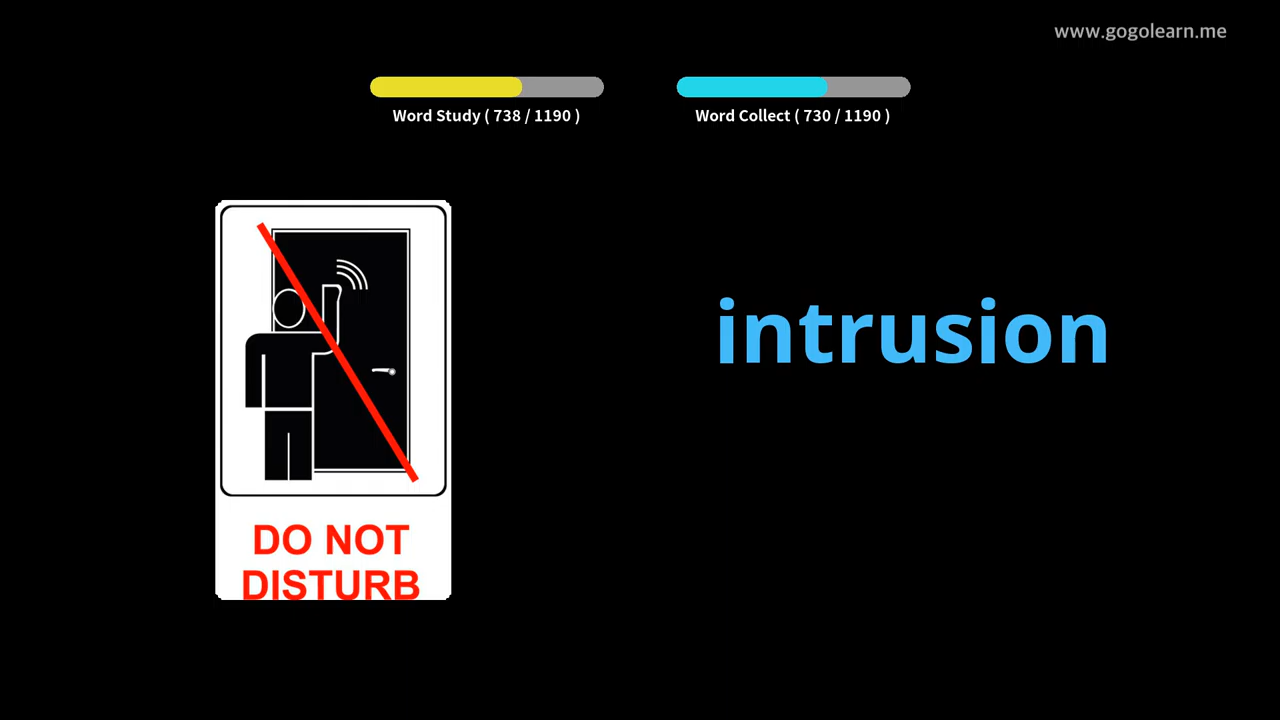 www.gogolearn.me
Word Study ( 738 / 1190 )
Word Collect ( 730 / 1190 )
intrusion
DO NOT
DISTURB